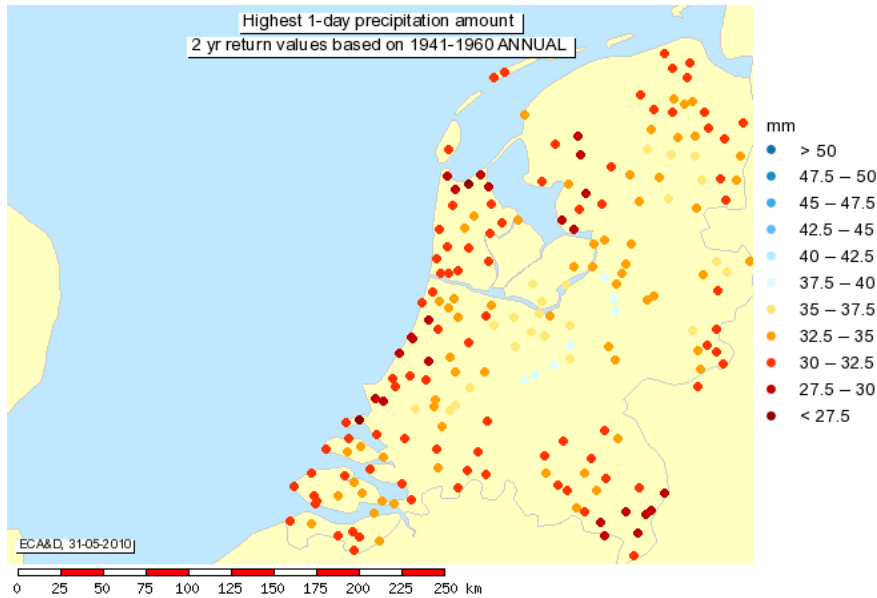 Highest 1-day precipitation amount
2 yr return values based on 1941-1960 ANNUAL
mm
> 50
47.5 – 50
45 – 47.5
42.5 – 45
40 – 42.5
37.5 – 40
35 – 37.5
32.5 – 35
30 – 32.5
27.5 – 30
< 27.5
ECA&D, 31-05-2010
0 25 50 75 100 125 150 175 200 225 250 km